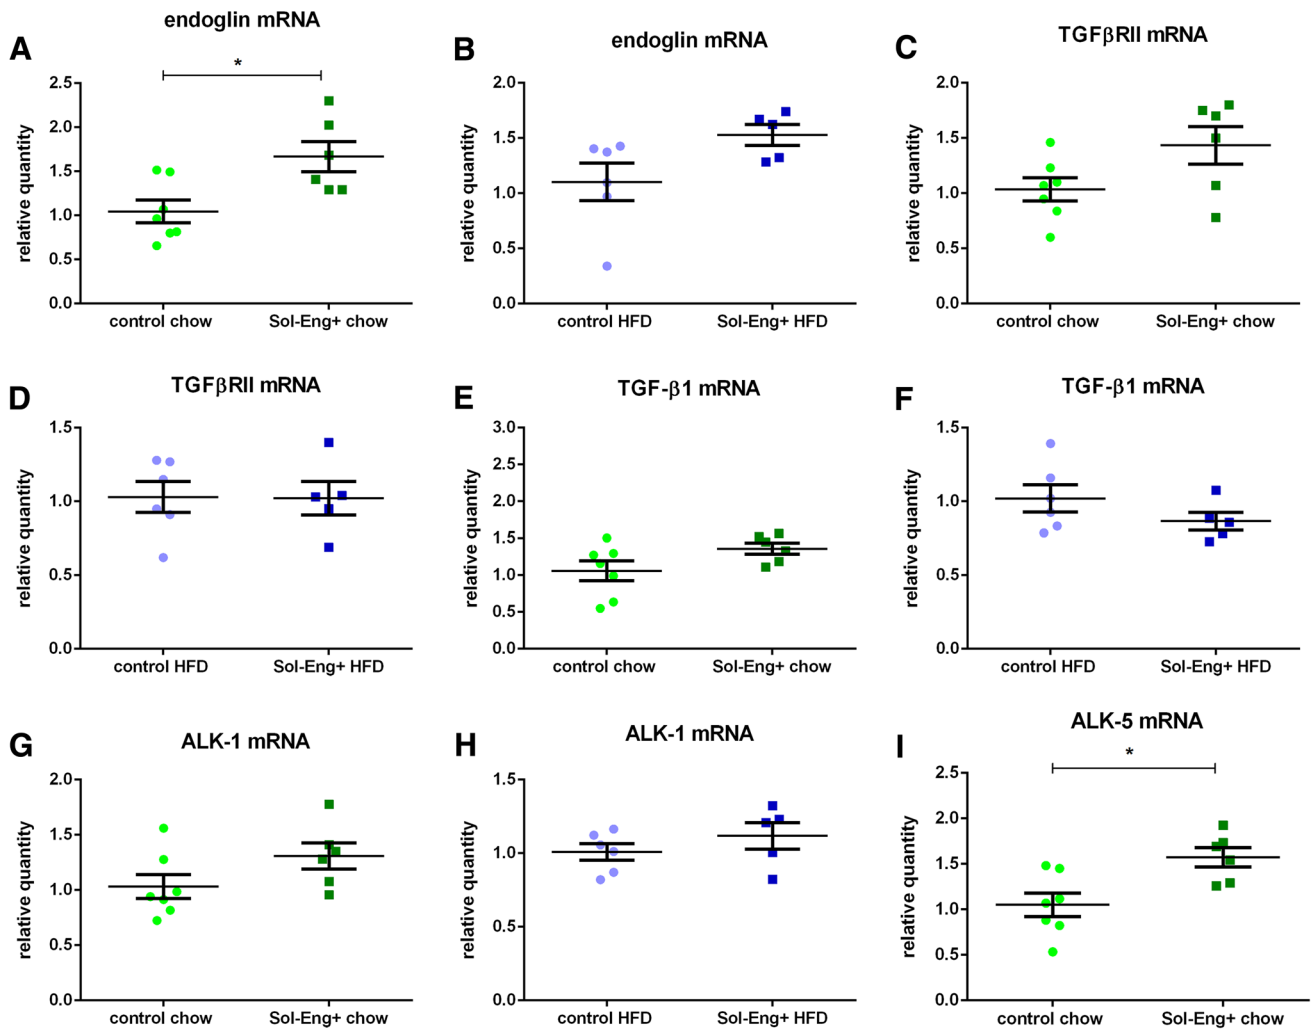 A
endoglin mRNA
*
relative quantity
2.5
2.0
1.5
1.0
0.5
0.0
control chow
Sol-Eng+ chow
B
endoglin mRNA
relative quantity
2.0
1.5
1.0
0.5
0.0
control HFD
Sol-Eng+ HFD
C
TGFβRII mRNA
relative quantity
2.0
1.5
1.0
0.5
0.0
control chow
Sol-Eng+ chow
D
TGFβRII mRNA
relative quantity
1.5
1.0
0.5
0.0
control HFD
Sol-Eng+ HFD
E
TGF-β1 mRNA
relative quantity
3.0
2.5
2.0
1.5
1.0
0.5
0.0
control chow
Sol-Eng+ chow
F
TGF-β1 mRNA
relative quantity
1.5
1.0
0.5
0.0
control HFD
Sol-Eng+ HFD
G
ALK-1 mRNA
relative quantity
2.0
1.5
1.0
0.5
0.0
control chow
Sol-Eng+ chow
H
ALK-1 mRNA
relative quantity
1.5
1.0
0.5
0.0
control HFD
Sol-Eng+ HFD
I
ALK-5 mRNA
*
relative quantity
2.5
2.0
1.5
1.0
0.5
0.0
control chow
Sol-Eng+ chow